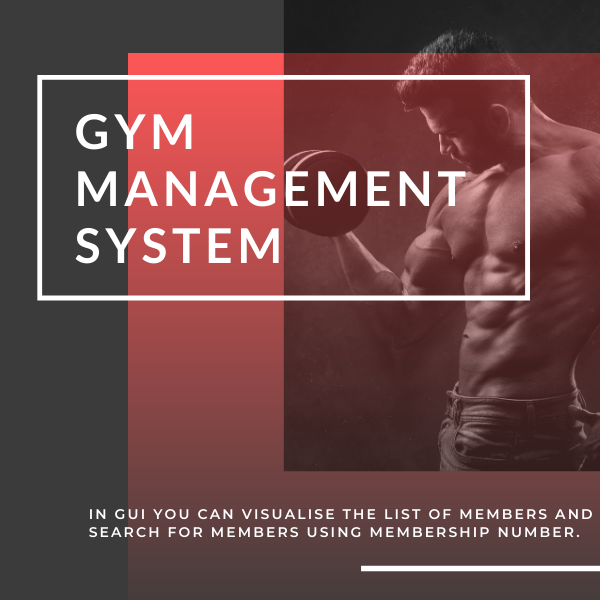 GYM
MANAGEMENT
SYSTEM
IN GUI YOU CAN VISUALISE THE LIST OF MEMBERS AND
SEARCH FOR MEMBERS USING MEMBERSHIP NUMBER.